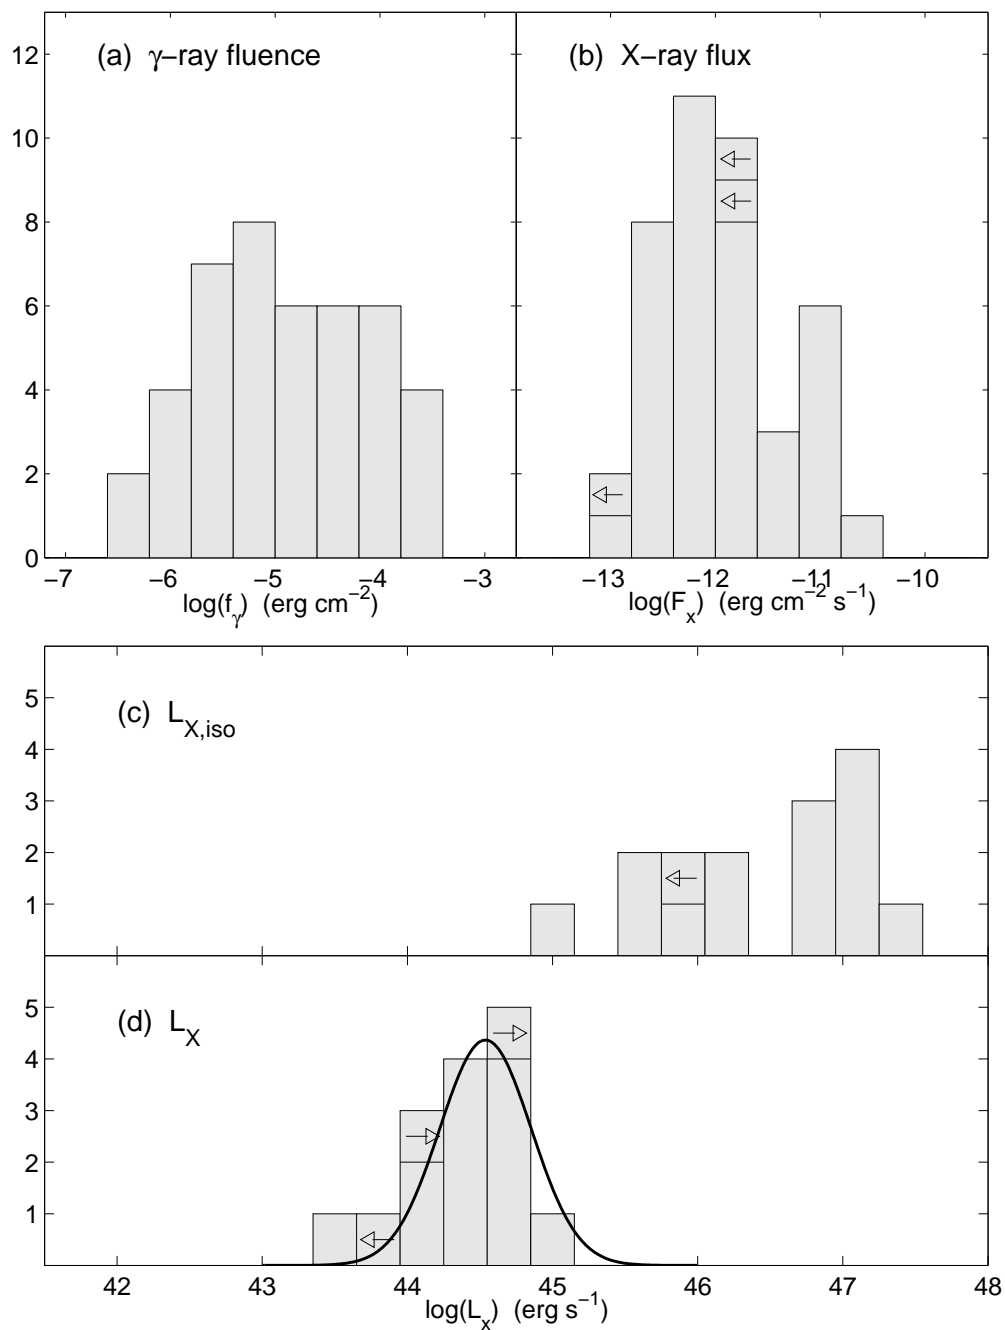 (a) γ−ray fluence
(b) X−ray flux
12
10
8
6
4
2
0
−7 −6 −5 −4 −3
−13 −12 −11 −10
log(f_γ) (erg cm^−2)
log(F_x) (erg cm^−2 s^−1)
(c) L_X,iso
5
4
3
2
1
(d) L_X
5
4
3
2
1
42 43 44 45 46 47 48
log(L_x) (erg s^−1)